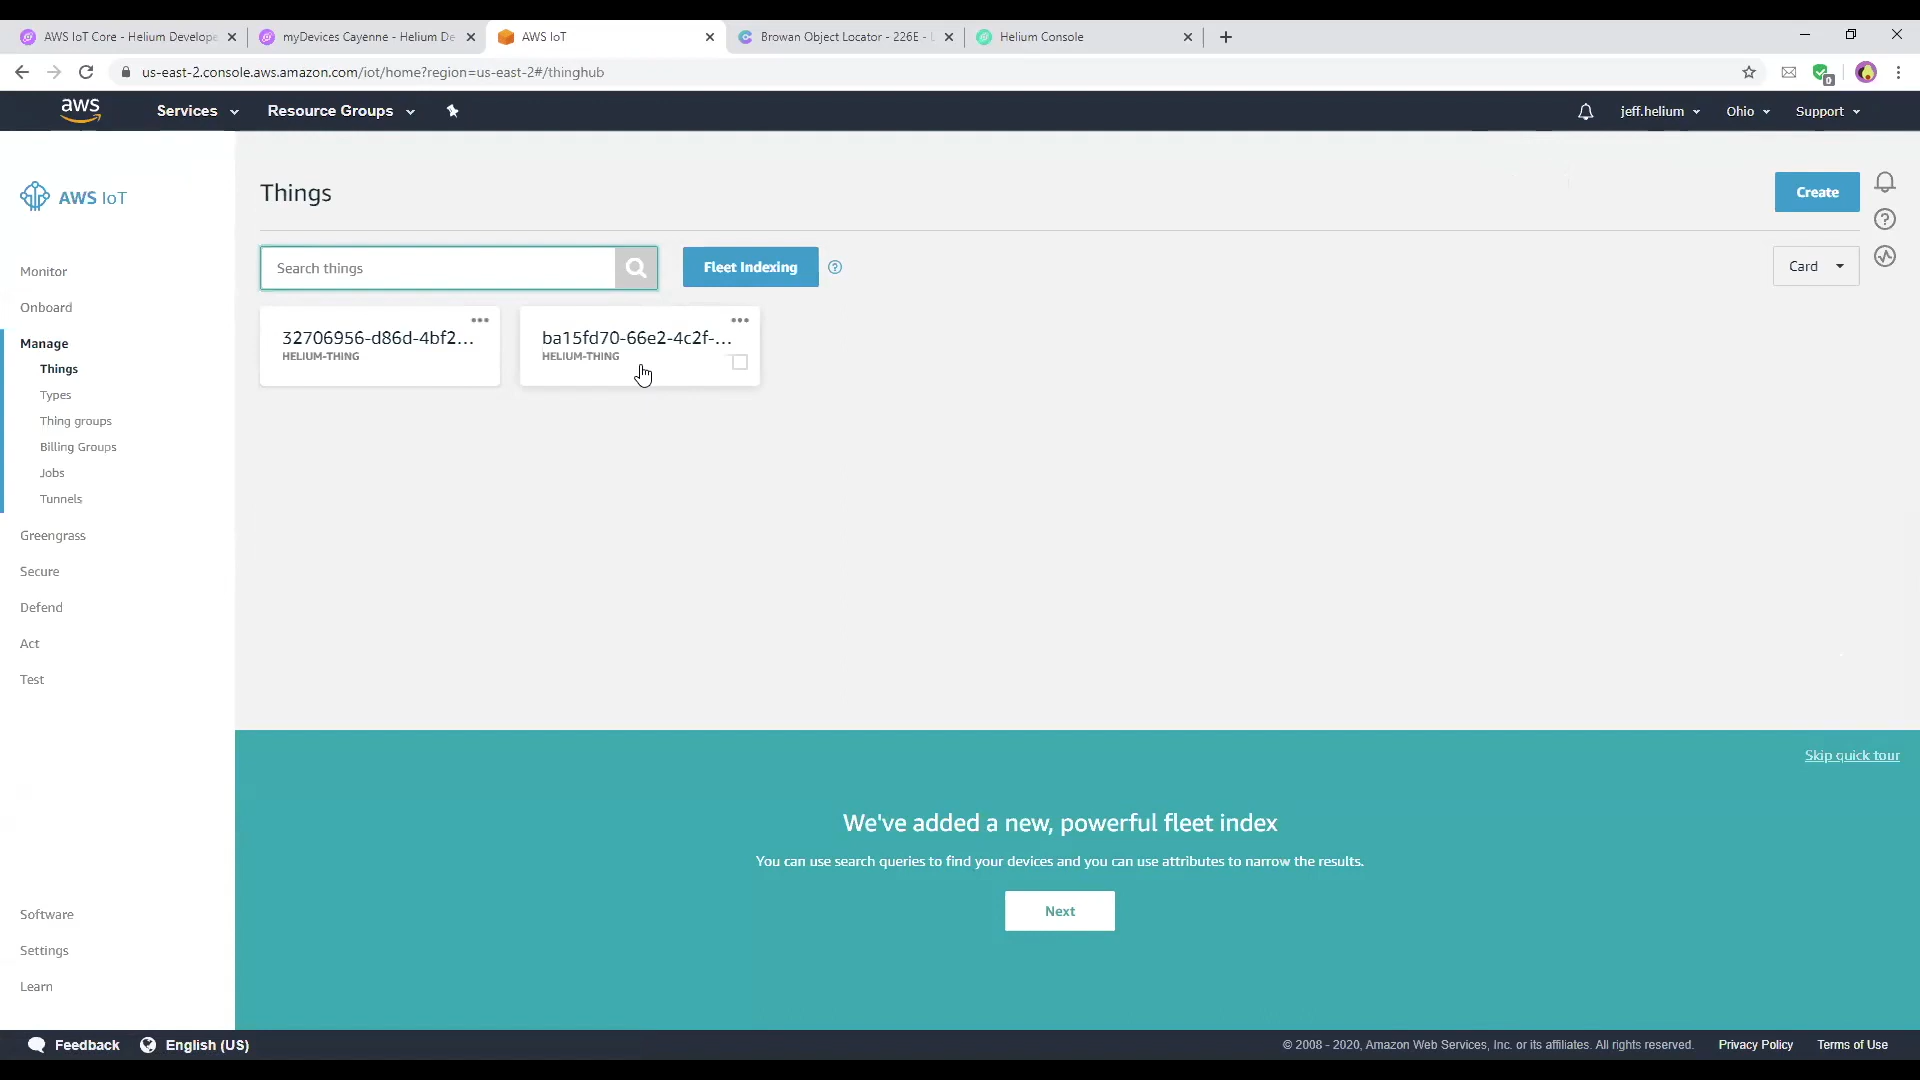 AWS IoT Core - Helium Develope
myDevices Cayenne - Helium De
AWS IoT
Browan Object Locator - 226E - L
Helium Console
us-east-2.console.aws.amazon.com/iot/home?region=us-east-2#/thinghub
0
aws
Services
Resource Groups
jeff.helium
Ohio
Support
AWS IoT
Monitor
Onboard
Manage
Things
Types
Thing groups
Billing Groups
Jobs
Tunnels
Greengrass
Secure
Defend
Act
Test
Software
Settings
Learn
Things
Create
Search things
Fleet Indexing
Card
32706956-d86d-4bf2...
HELIUM-THING
ba15fd70-66e2-4c2f-...
HELIUM-THING
Skip quick tour
We've added a new, powerful fleet index
You can use search queries to find your devices and you can use attributes to narrow the results.
Next
Feedback
English (US)
© 2008 - 2020, Amazon Web Services, Inc. or its affiliates. All rights reserved.
Privacy Policy
Terms of Use